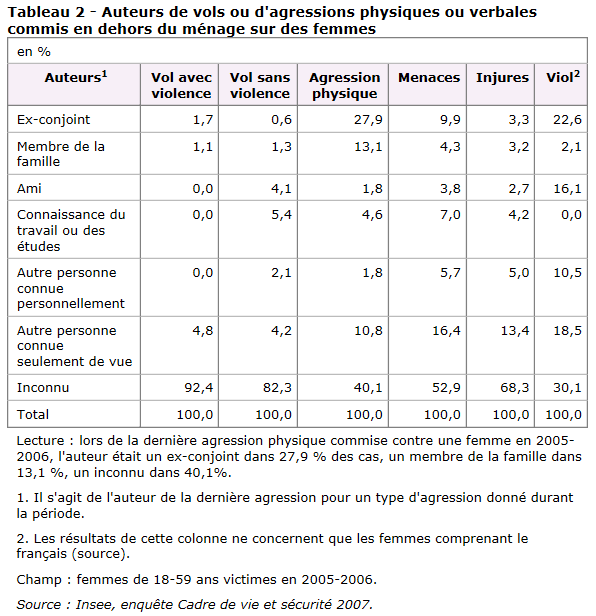 Tableau 2 - Auteurs de vols ou d'agressions physiques ou verbales
commis en dehors du ménage sur des femmes
en %
Auteurs1 Vol avec violence Vol sans violence Agression physique Menaces Injures Viol2
Ex-conjoint 1,7 0,6 27,9 9,9 3,3 22,6
Membre de la famille 1,1 1,3 13,1 4,3 3,2 2,1
Ami 0,0 4,1 1,8 3,8 2,7 16,1
Connaissance du travail ou des études 0,0 5,4 4,6 7,0 4,2 0,0
Autre personne connue personnellement 0,0 2,1 1,8 5,7 5,0 10,5
Autre personne connue seulement de vue 4,8 4,2 10,8 16,4 13,4 18,5
Inconnu 92,4 82,3 40,1 52,9 68,3 30,1
Total 100,0 100,0 100,0 100,0 100,0 100,0
Lecture : lors de la dernière agression physique commise contre une femme en 2005-
2006, l'auteur était un ex-conjoint dans 27,9 % des cas, un membre de la famille dans
13,1 %, un inconnu dans 40,1%.
1. Il s'agit de l'auteur de la dernière agression pour un type d'agression donné durant
la période.
2. Les résultats de cette colonne ne concernent que les femmes comprenant le
français (source).
Champ : femmes de 18-59 ans victimes en 2005-2006.
Source : Insee, enquête Cadre de vie et sécurité 2007.